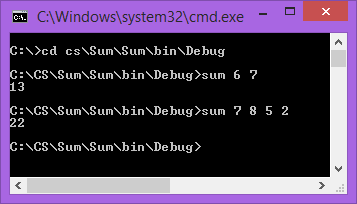 C:\Windows\system32\cmd.exe
C:\>cd cs\Sum\Sum\bin\Debug
C:\CS\Sum\Sum\bin\Debug>sum 6 7
13
C:\CS\Sum\Sum\bin\Debug>sum 7 8 5 2
22
C:\CS\Sum\Sum\bin\Debug>